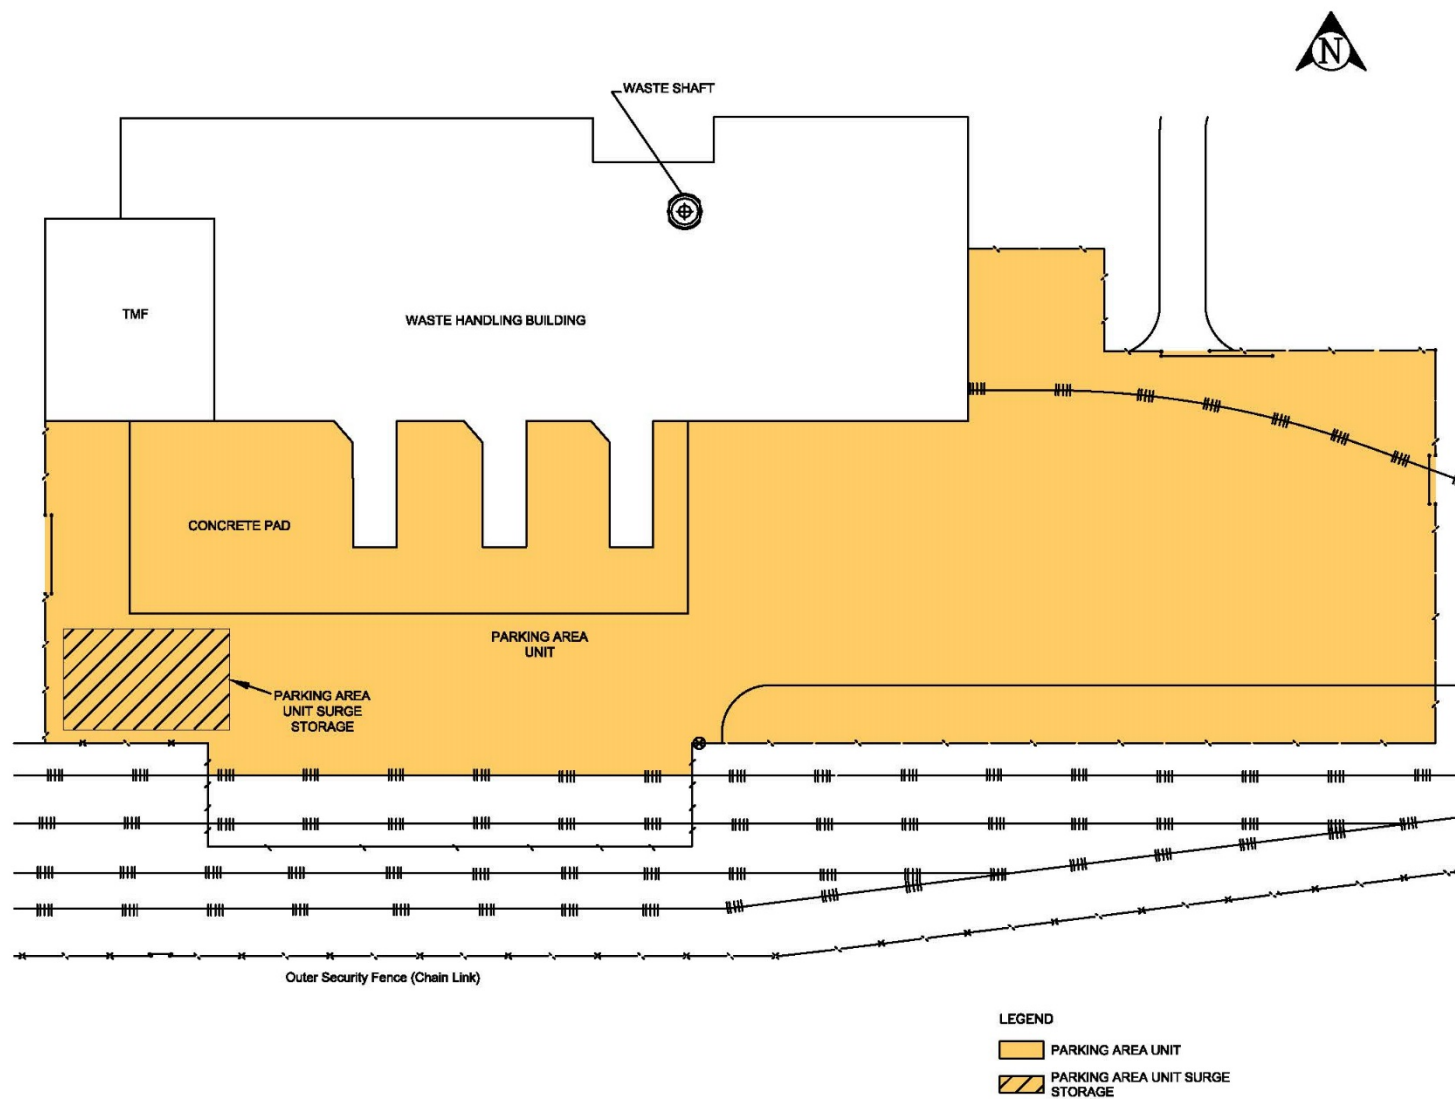 N
WASTE SHAFT
TMF
WASTE HANDLING BUILDING
CONCRETE PAD
PARKING AREA
UNIT
PARKING AREA
UNIT SURGE
STORAGE
Outer Security Fence (Chain Link)
LEGEND
PARKING AREA UNIT
PARKING AREA UNIT SURGE
STORAGE